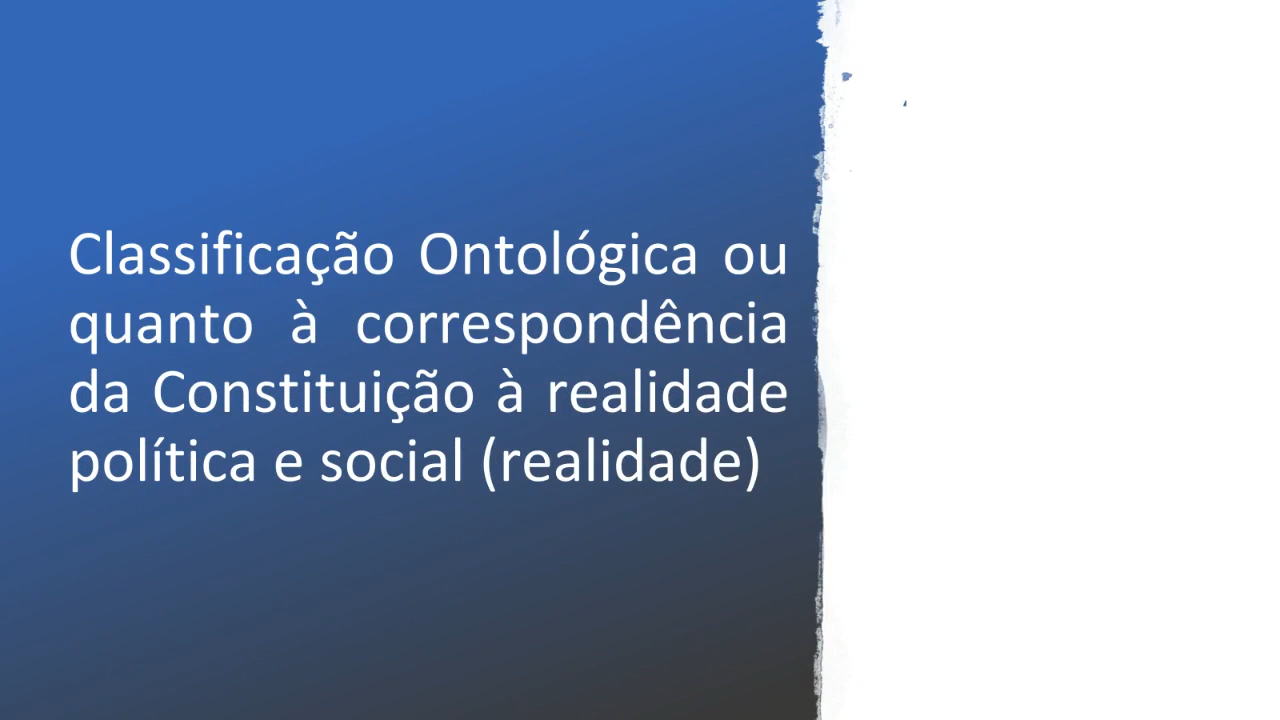 Classificação Ontológica ou
quanto à correspondência
da Constituição à realidade
política e social (realidade)